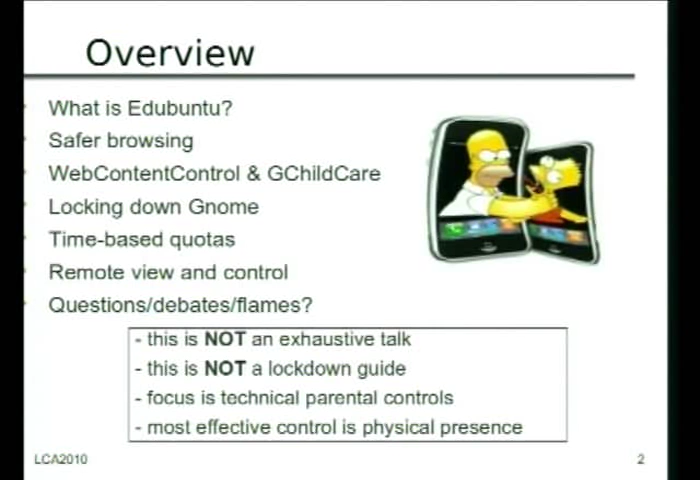 Overview
What is Edubuntu?
Safer browsing
WebContentControl & GChildCare
Locking down Gnome
Time-based quotas
Remote view and control
Questions/debates/flames?
- this is NOT an exhaustive talk
- this is NOT a lockdown guide
- focus is technical parental controls
- most effective control is physical presence
LCA2010
2